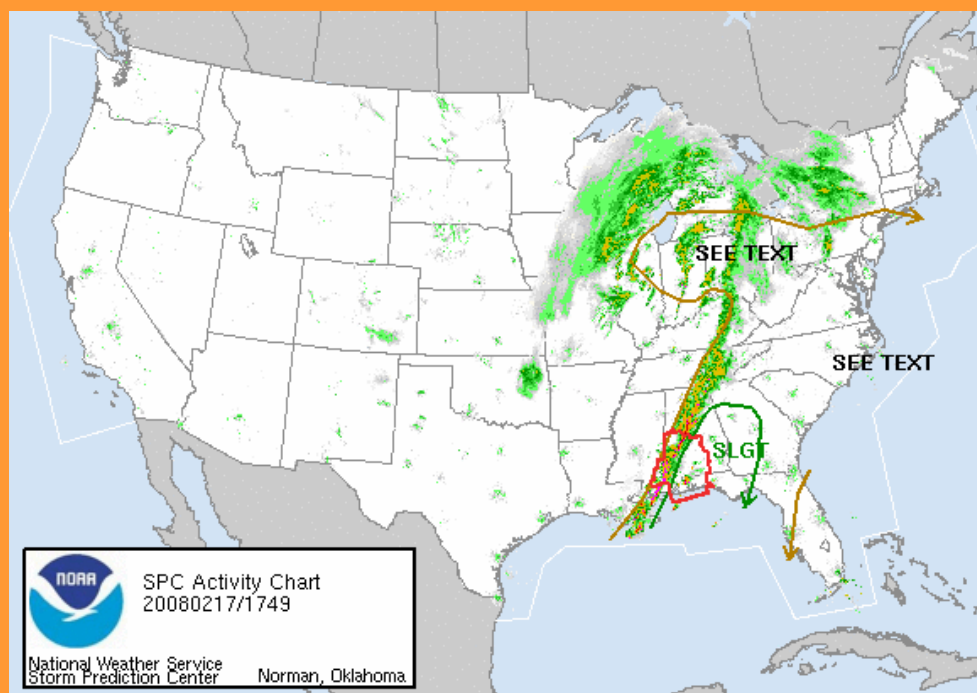 SEE TEXT
SEE TEXT
SLGT
NOAA
SPC Activity Chart
20080217/1749
National Weather Service
Storm Prediction Center Norman, Oklahoma